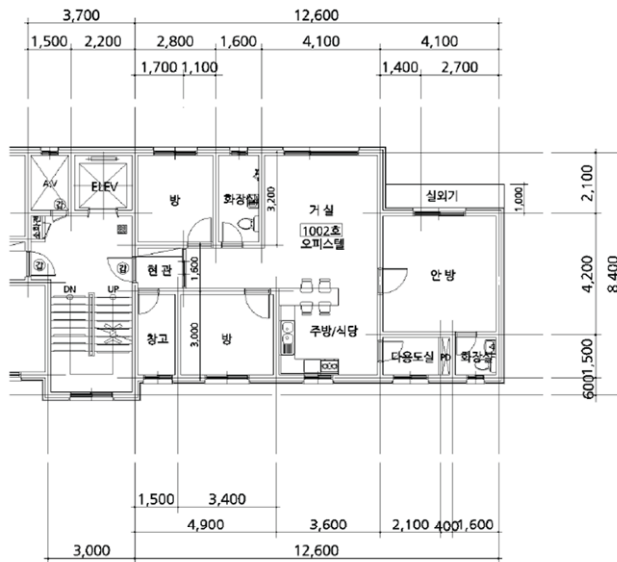 3,700 12,600
1,500 2,200 2,800 1,600 4,100 4,100
1,700 1,100 1,400 2,700
A/V ELEV 방 화장실 거 실 실외기 1,000 2,100
3,200
1002호
오피스텔
안 방
갑 갑 현 관 1,600 4,200 8,400
DN UP
창고 3,000 방 주방/식당
다용도실 PD 화장실 1,500
600
1,500 3,400
4,900 3,600 2,100 400 1,600
3,000 12,600